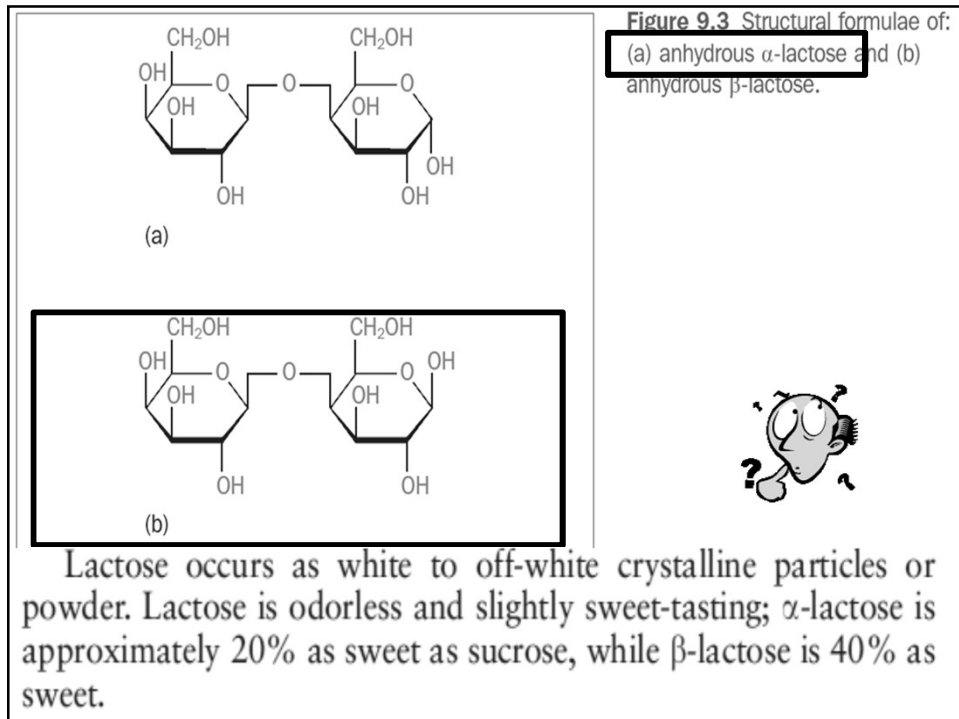 Figure 9.3 Structural formulae of:
(a) anhydrous α-lactose and (b)
anhydrous β-lactose.
CH₂OH CH₂OH
OH O O O
OH OH
OH
OH OH
(a)
CH₂OH CH₂OH
OH O O O OH
OH OH
OH OH
(b)
? ? ? ?
?
Lactose occurs as white to off-white crystalline particles or
powder. Lactose is odorless and slightly sweet-tasting; α-lactose is
approximately 20% as sweet as sucrose, while β-lactose is 40% as
sweet.